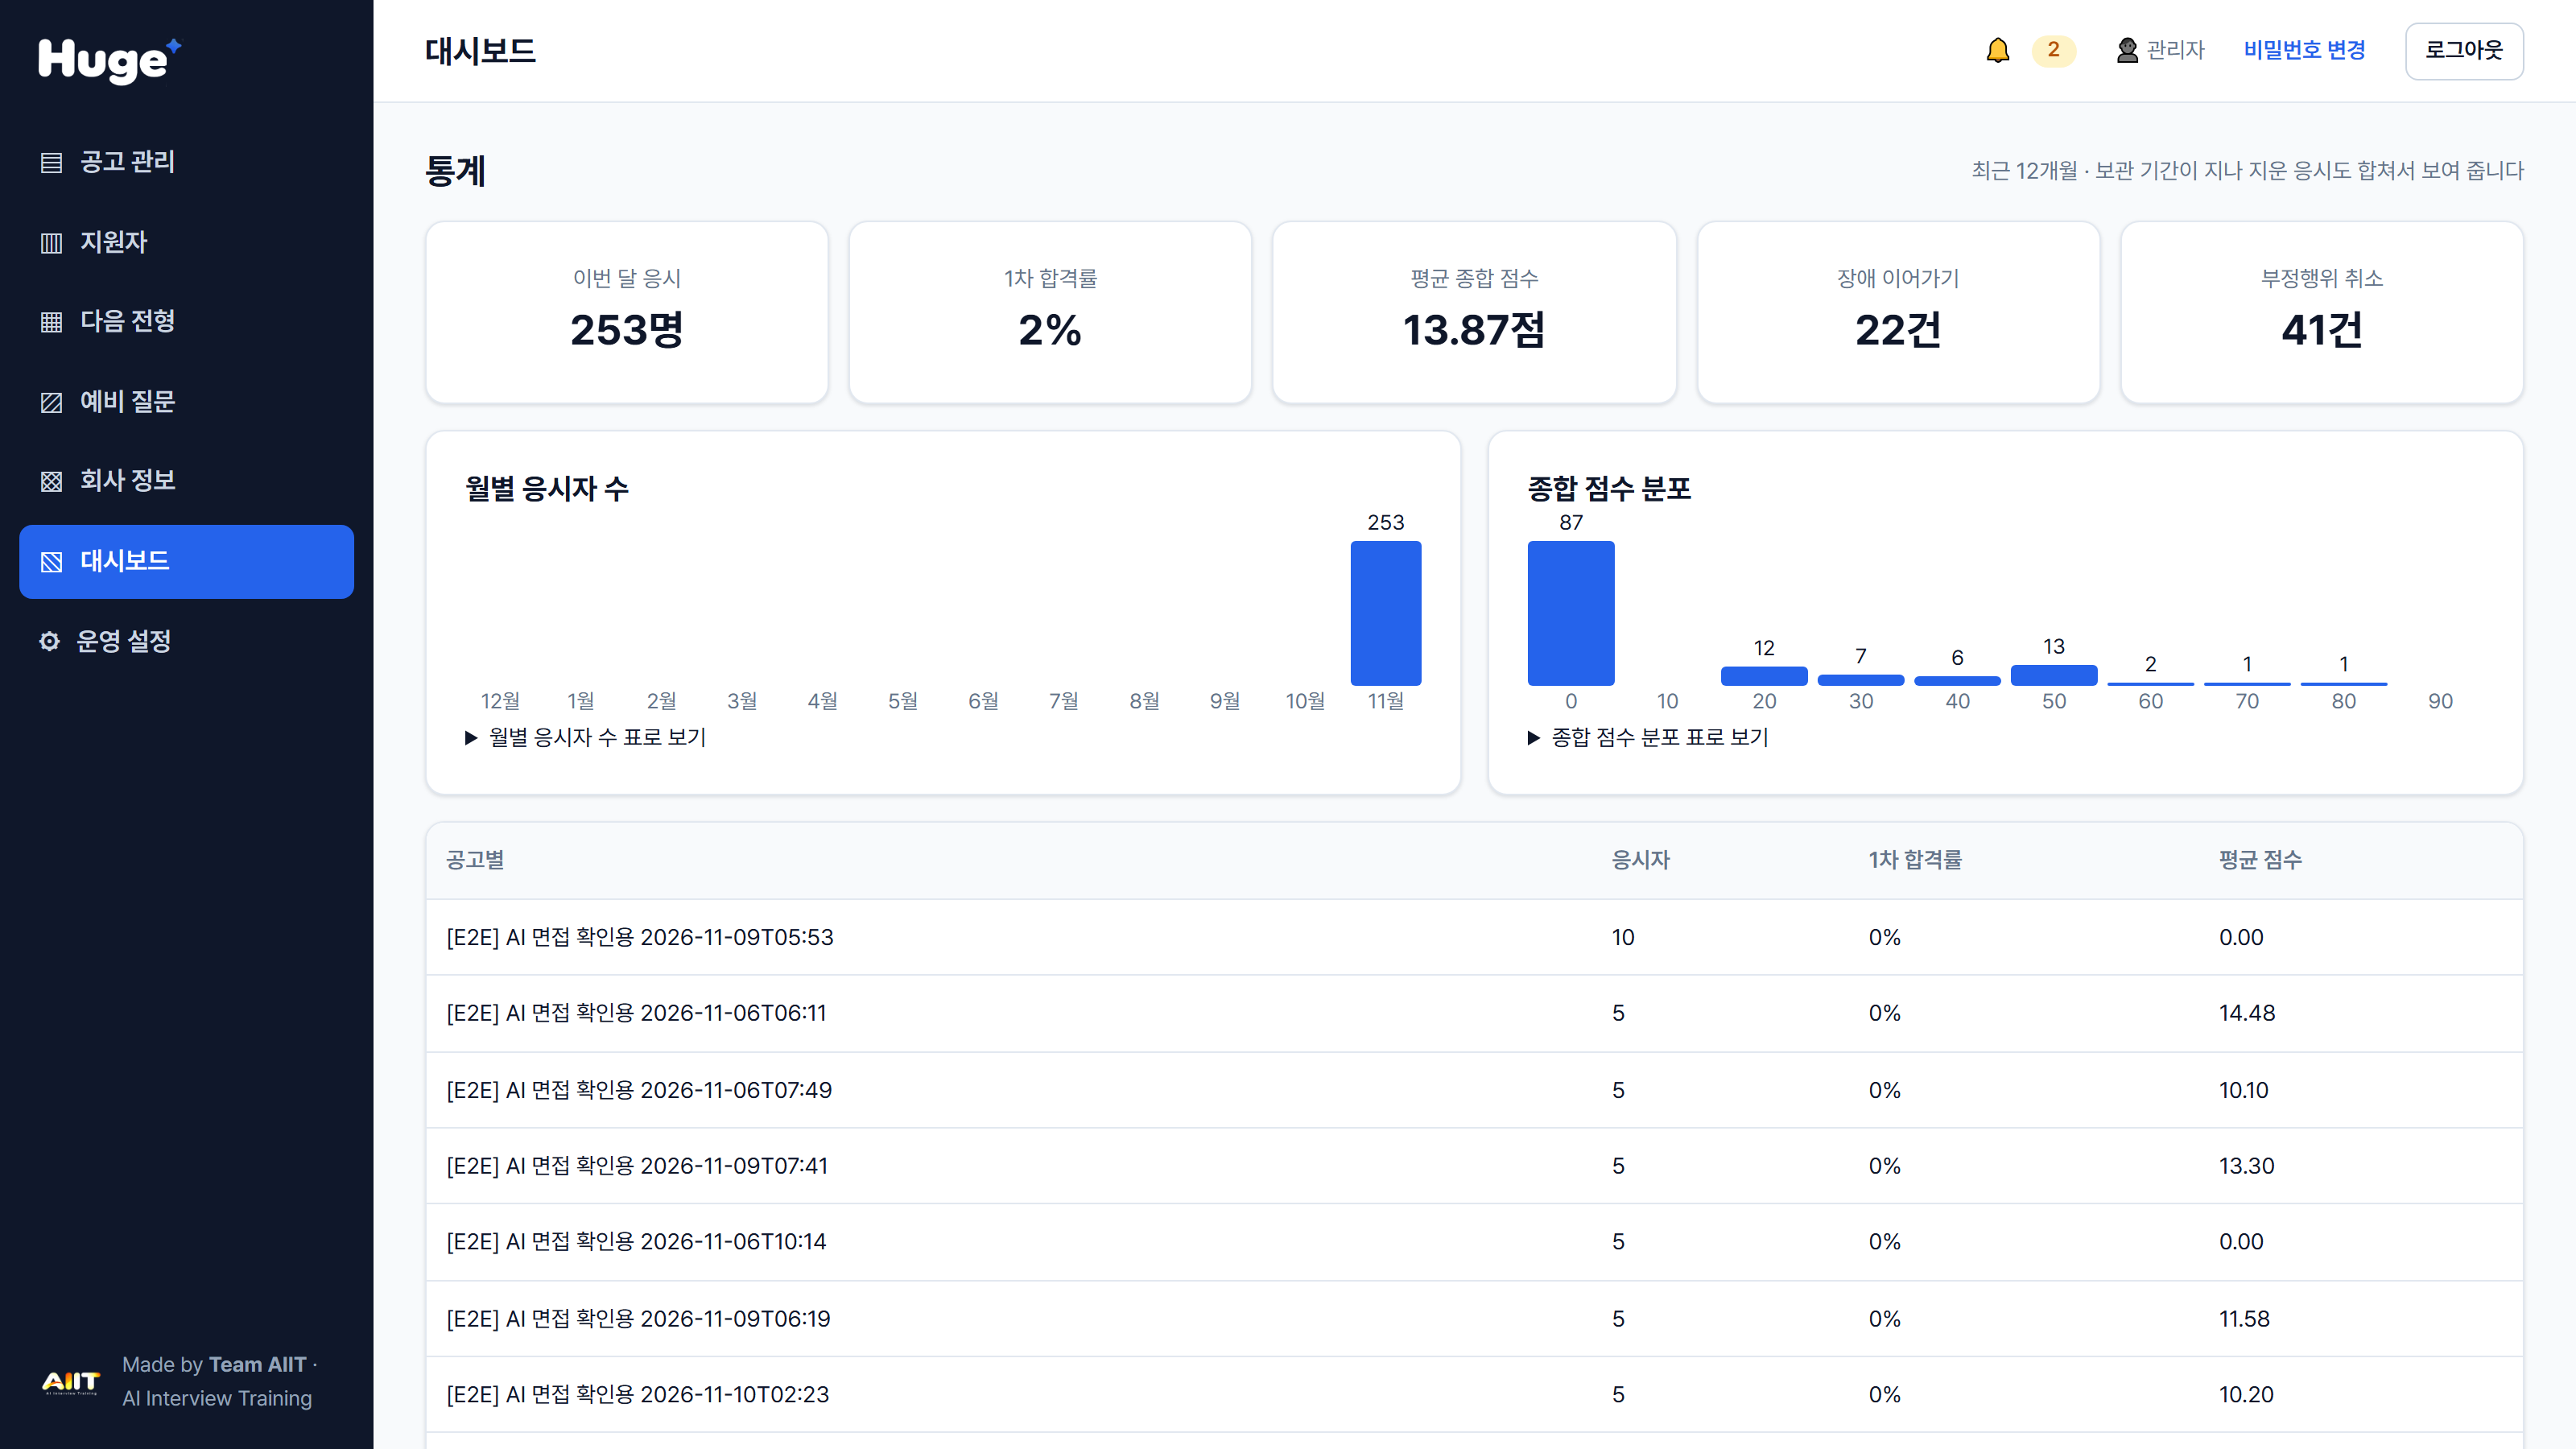 Huge
공고 관리
지원자
다음 전형
예비 질문
회사 정보
대시보드
운영 설정
AIIT
AI Interview Training
Made by Team AIIT ·
AI Interview Training
대시보드
2
관리자
비밀번호 변경
로그아웃
통계
최근 12개월 · 보관 기간이 지나 지운 응시도 합쳐서 보여 줍니다
이번 달 응시
253명
1차 합격률
2%
평균 종합 점수
13.87점
장애 이어가기
22건
부정행위 취소
41건
월별 응시자 수
253
12월 1월 2월 3월 4월 5월 6월 7월 8월 9월 10월 11월
▶ 월별 응시자 수 표로 보기
종합 점수 분포
87 12 7 6 13 2 1 1
0 10 20 30 40 50 60 70 80 90
▶ 종합 점수 분포 표로 보기
공고별 응시자 1차 합격률 평균 점수
[E2E] AI 면접 확인용 2026-11-09T05:53 10 0% 0.00
[E2E] AI 면접 확인용 2026-11-06T06:11 5 0% 14.48
[E2E] AI 면접 확인용 2026-11-06T07:49 5 0% 10.10
[E2E] AI 면접 확인용 2026-11-09T07:41 5 0% 13.30
[E2E] AI 면접 확인용 2026-11-06T10:14 5 0% 0.00
[E2E] AI 면접 확인용 2026-11-09T06:19 5 0% 11.58
[E2E] AI 면접 확인용 2026-11-10T02:23 5 0% 10.20